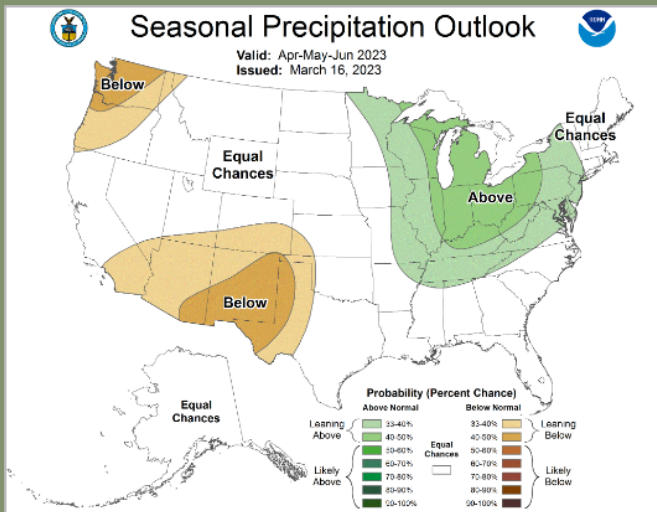 Seasonal Precipitation Outlook
Valid: Apr-May-Jun 2023
Issued: March 16, 2023
Below
Equal
Chances
Equal
Chances
Above
Below
Equal
Chances
Probability (Percent Chance)
Above Normal Below Normal
Leaning
Above
33-40% 33-40%
40-50% 40-50%
Leaning
Below
Equal
Chances
Likely
Above
50-60% 50-60%
60-70% 60-70%
70-80% 70-80%
80-90% 80-90%
90-100% 90-100%
Likely
Below